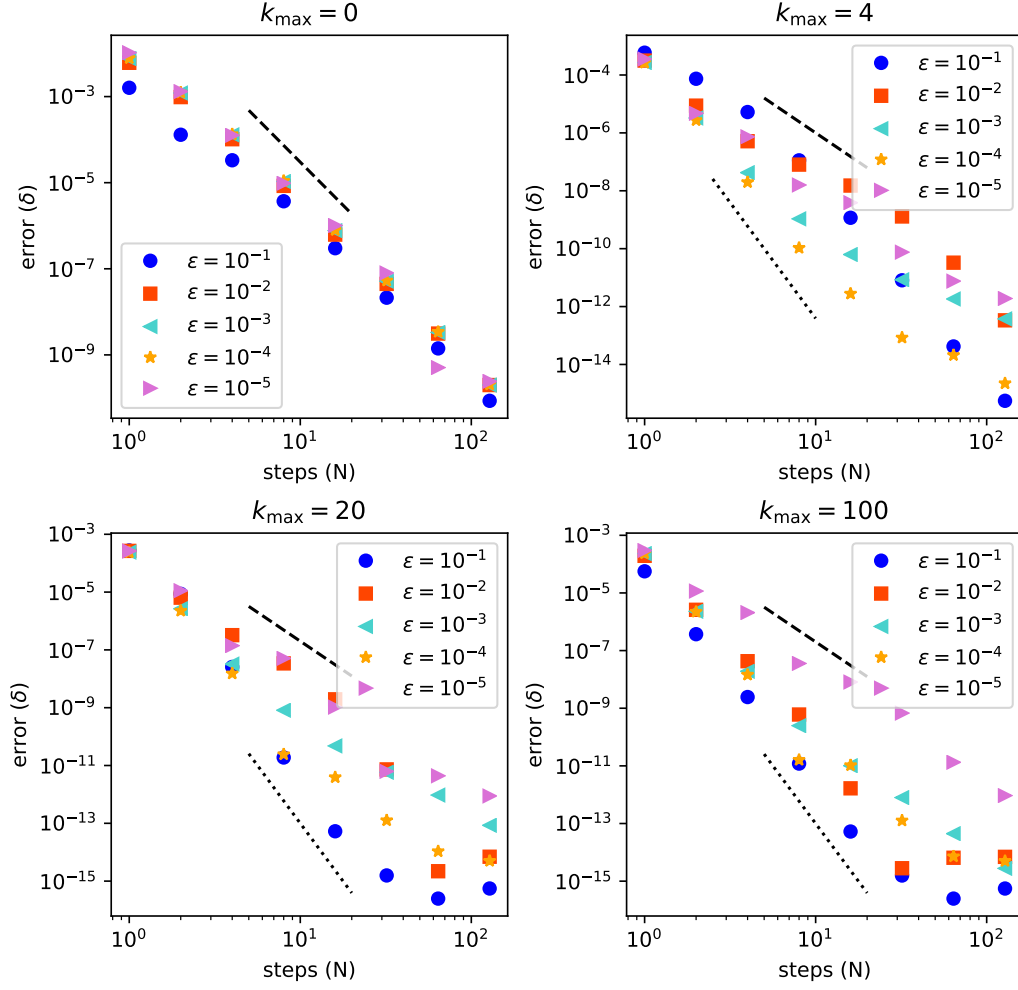 k_max = 0
error (δ)
10^-3
10^-5
10^-7
10^-9
ε = 10^-1
ε = 10^-2
ε = 10^-3
ε = 10^-4
ε = 10^-5
10^0
10^1
10^2
steps (N)
k_max = 4
error (δ)
10^-4
10^-6
10^-8
10^-10
10^-12
10^-14
ε = 10^-1
ε = 10^-2
ε = 10^-3
ε = 10^-4
ε = 10^-5
10^0
10^1
10^2
steps (N)
k_max = 20
error (δ)
10^-3
10^-5
10^-7
10^-9
10^-11
10^-13
10^-15
ε = 10^-1
ε = 10^-2
ε = 10^-3
ε = 10^-4
ε = 10^-5
10^0
10^1
10^2
steps (N)
k_max = 100
error (δ)
10^-3
10^-5
10^-7
10^-9
10^-11
10^-13
10^-15
ε = 10^-1
ε = 10^-2
ε = 10^-3
ε = 10^-4
ε = 10^-5
10^0
10^1
10^2
steps (N)